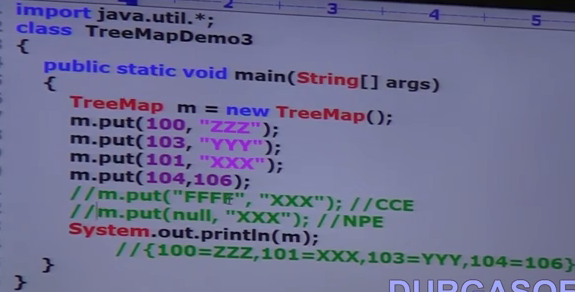 2 3 4 5
import java.util.*;
class TreeMapDemo3
{
public static void main(String[] args)
{
TreeMap m = new TreeMap();
m.put(100, "ZZZ");
m.put(103, "YYY");
m.put(101, "XXX");
m.put(104,106);
//m.put("FFFF", "XXX"); //CCE
//m.put(null, "XXX"); //NPE
System.out.println(m);
//{100=ZZZ,101=XXX,103=YYY,104=106}
}
}
DURGASOF